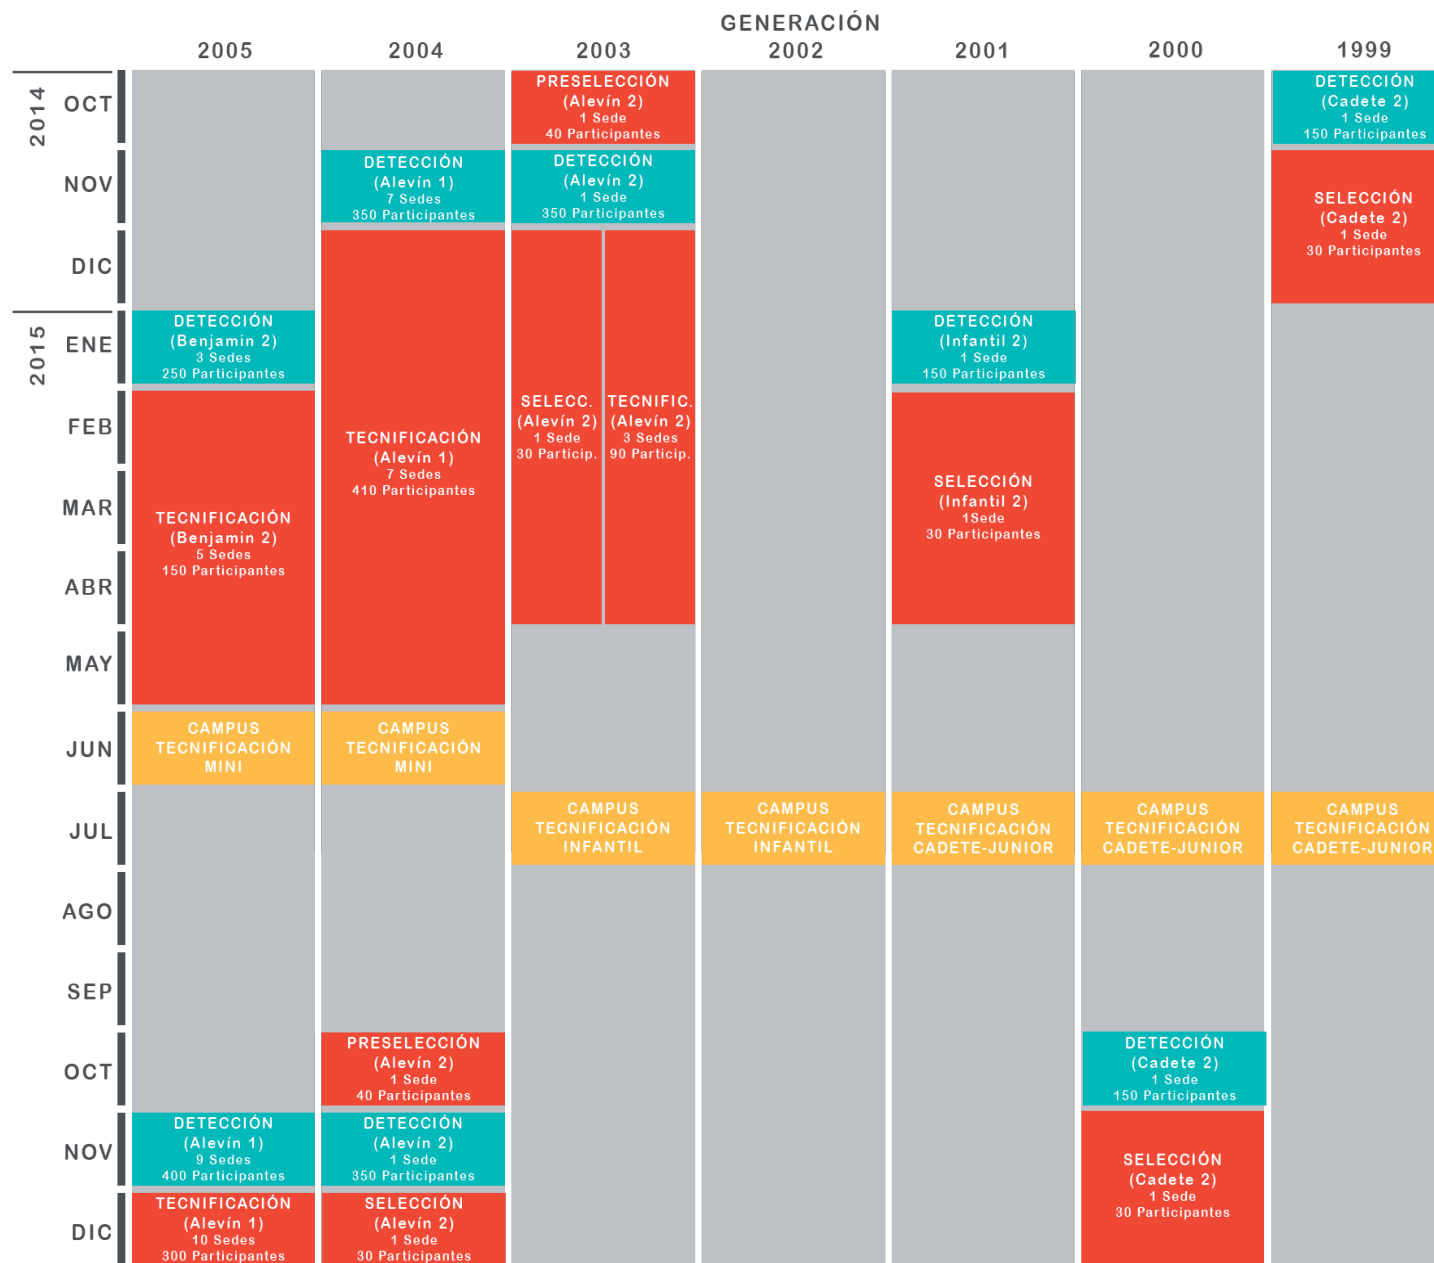 GENERACIÓN
2005 2004 2003 2002 2001 2000 1999
2014
OCT
PRESELECCIÓN
(Alevín 2)
1 Sede
40 Participantes
DETECCIÓN
(Cadete 2)
1 Sede
150 Participantes
NOV
DETECCIÓN
(Alevín 1)
7 Sedes
350 Participantes
DETECCIÓN
(Alevín 2)
1 Sede
350 Participantes
SELECCIÓN
(Cadete 2)
1 Sede
30 Participantes
DIC
2015
ENE
DETECCIÓN
(Benjamin 2)
3 Sedes
250 Participantes
DETECCIÓN
(Infantil 2)
1 Sede
150 Participantes
FEB
TECNIFICACIÓN
(Alevín 1)
7 Sedes
410 Participantes
SELECC.
(Alevín 2)
1 Sede
30 Particip.
TECNIFIC.
(Alevín 2)
3 Sedes
90 Particip.
MAR
TECNIFICACIÓN
(Benjamin 2)
5 Sedes
150 Participantes
SELECCIÓN
(Infantil 2)
1Sede
30 Participantes
ABR
MAY
JUN
CAMPUS
TECNIFICACIÓN
MINI
CAMPUS
TECNIFICACIÓN
MINI
JUL
CAMPUS
TECNIFICACIÓN
INFANTIL
CAMPUS
TECNIFICACIÓN
INFANTIL
CAMPUS
TECNIFICACIÓN
CADETE-JUNIOR
CAMPUS
TECNIFICACIÓN
CADETE-JUNIOR
CAMPUS
TECNIFICACIÓN
CADETE-JUNIOR
AGO
SEP
OCT
PRESELECCIÓN
(Alevín 2)
1 Sede
40 Participantes
DETECCIÓN
(Cadete 2)
1 Sede
150 Participantes
NOV
DETECCIÓN
(Alevín 1)
9 Sedes
400 Participantes
DETECCIÓN
(Alevín 2)
1 Sede
350 Participantes
SELECCIÓN
(Cadete 2)
1 Sede
30 Participantes
DIC
TECNIFICACIÓN
(Alevín 1)
10 Sedes
300 Participantes
SELECCIÓN
(Alevín 2)
1 Sede
30 Participantes